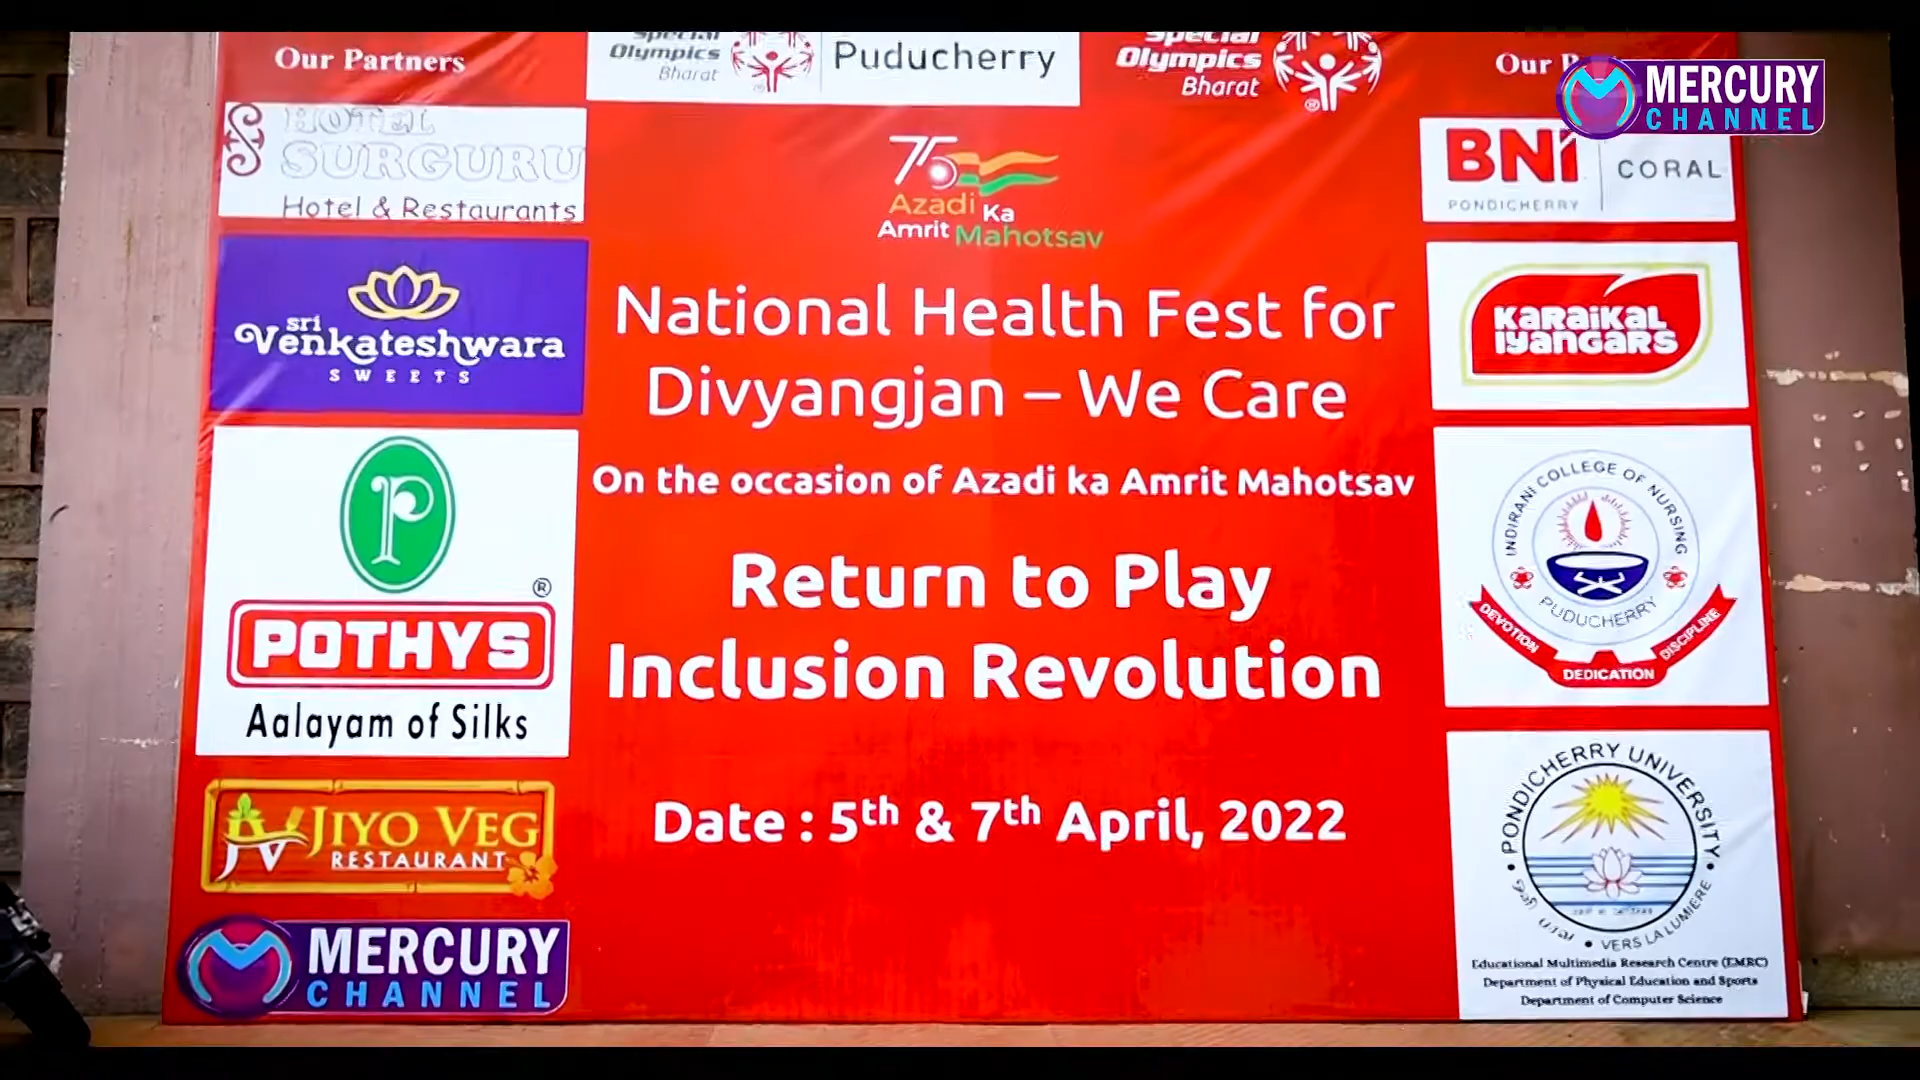 Our Partners
Special
Olympics
Bharat
Puducherry
Special
Olympics
Bharat
®
Our
MERCURY
CHANNEL
HOTEL
SURGURU
Hotel & Restaurants
75
Azadi Ka
Amrit Mahotsav
BNI
PONDICHERRY
CORAL
sri
Venkateshwara
SWEETS
National Health Fest for
Divyangjan – We Care
KARAIKAL
IYANGARS
On the occasion of Azadi ka Amrit Mahotsav
P
®
POTHYS
Aalayam of Silks
Return to Play
Inclusion Revolution
INDIRANI COLLEGE OF NURSING
PUDUCHERRY
DEVOTION
DEDICATION
DISCIPLINE
JV JIYO VEG
RESTAURANT
Date : 5th & 7th April, 2022
PONDICHERRY UNIVERSITY
VERS LA LUMIERE
Educational Multimedia Research Centre (EMRC)
Department of Physical Education and Sports
Department of Computer Science
MERCURY
CHANNEL